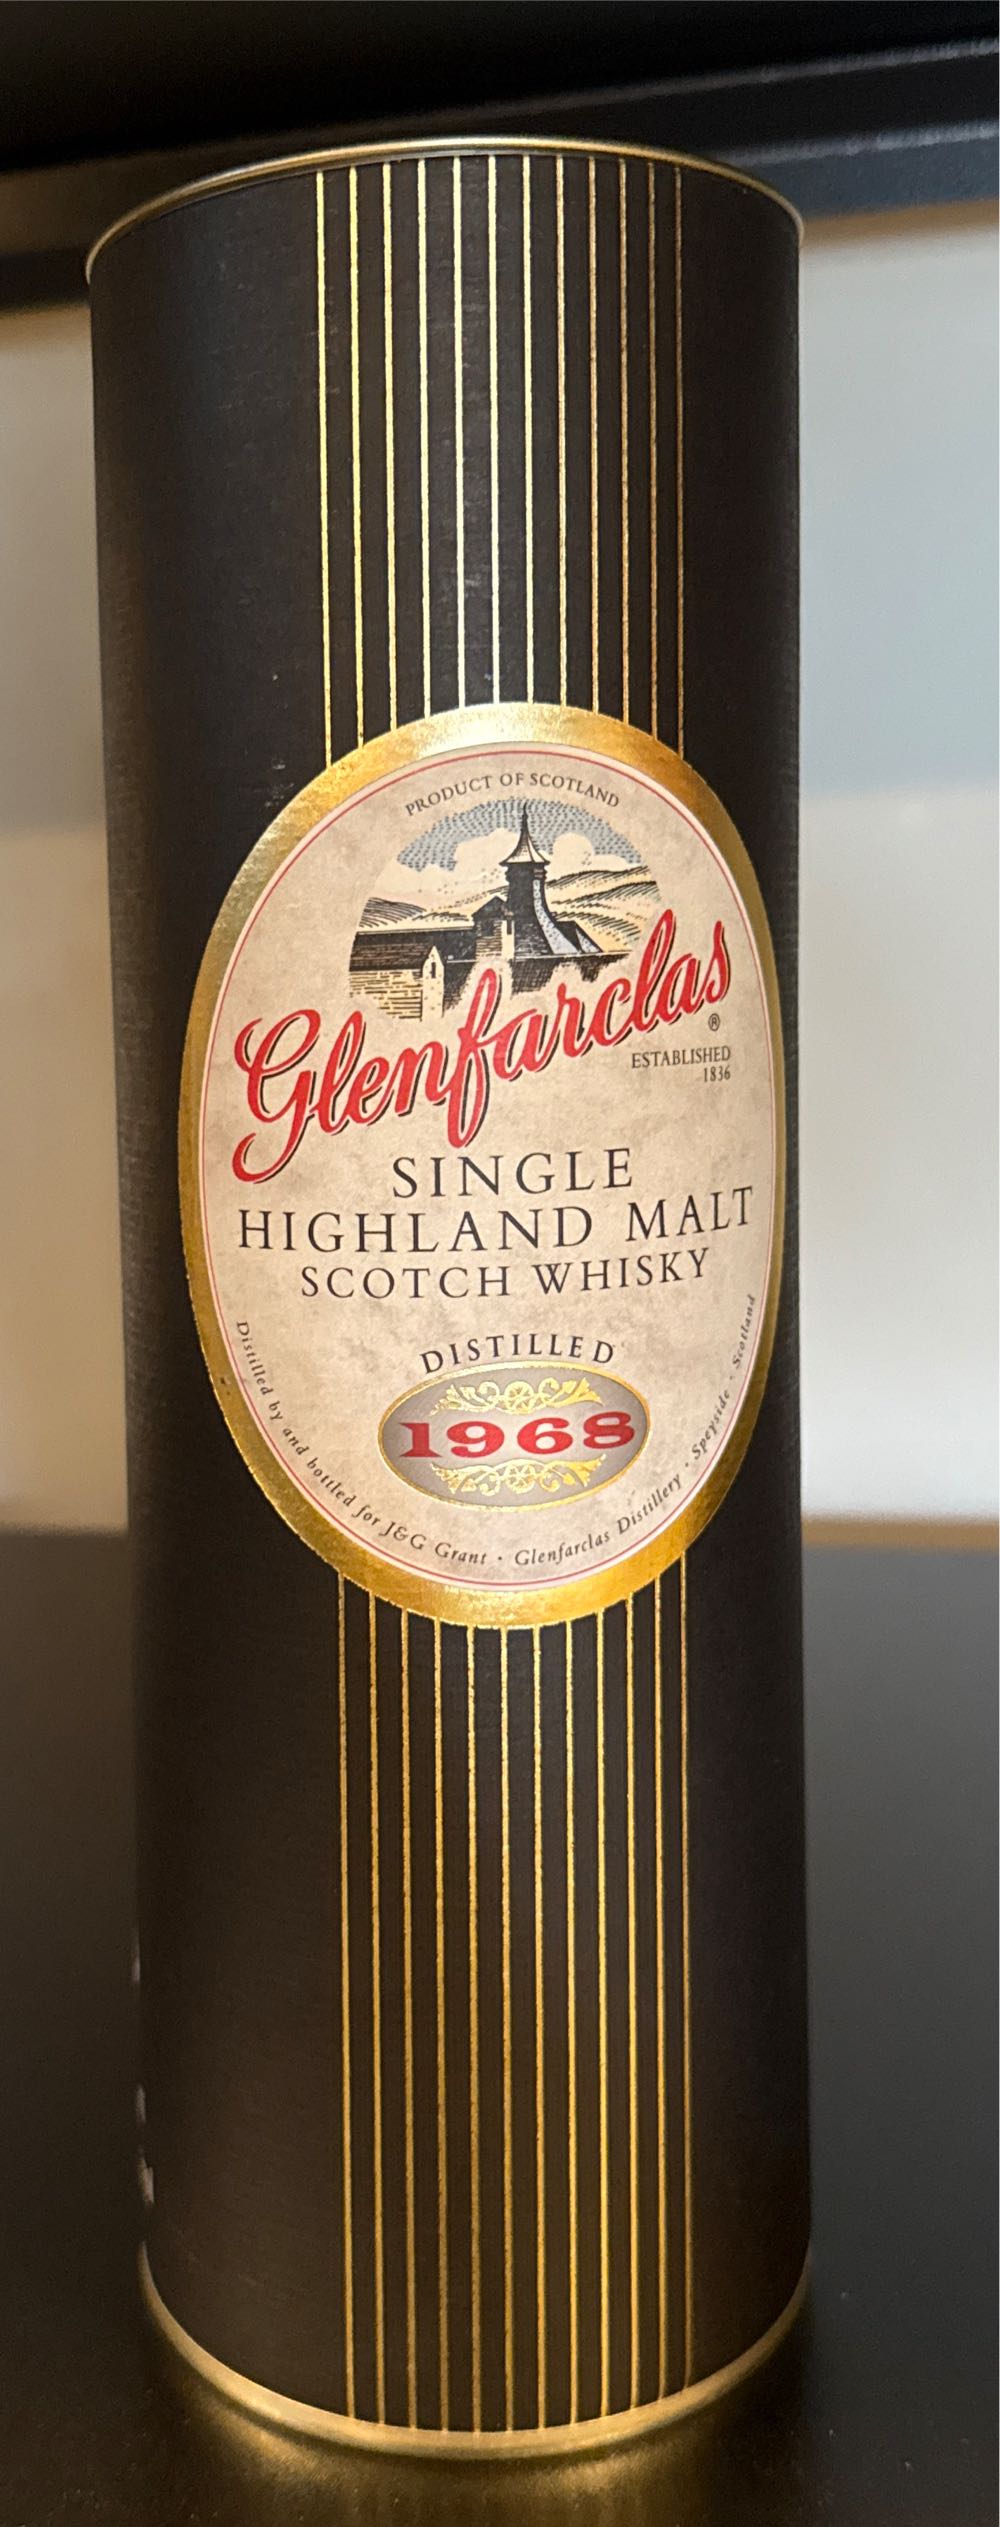 PRODUCT OF SCOTLAND
Glenfarclas®
ESTABLISHED
1836
SINGLE
HIGHLAND MALT
SCOTCH WHISKY
DISTILLED
1968
Distilled by and bottled for J&G Grant · Glenfarclas Distillery · Speyside · Scotland